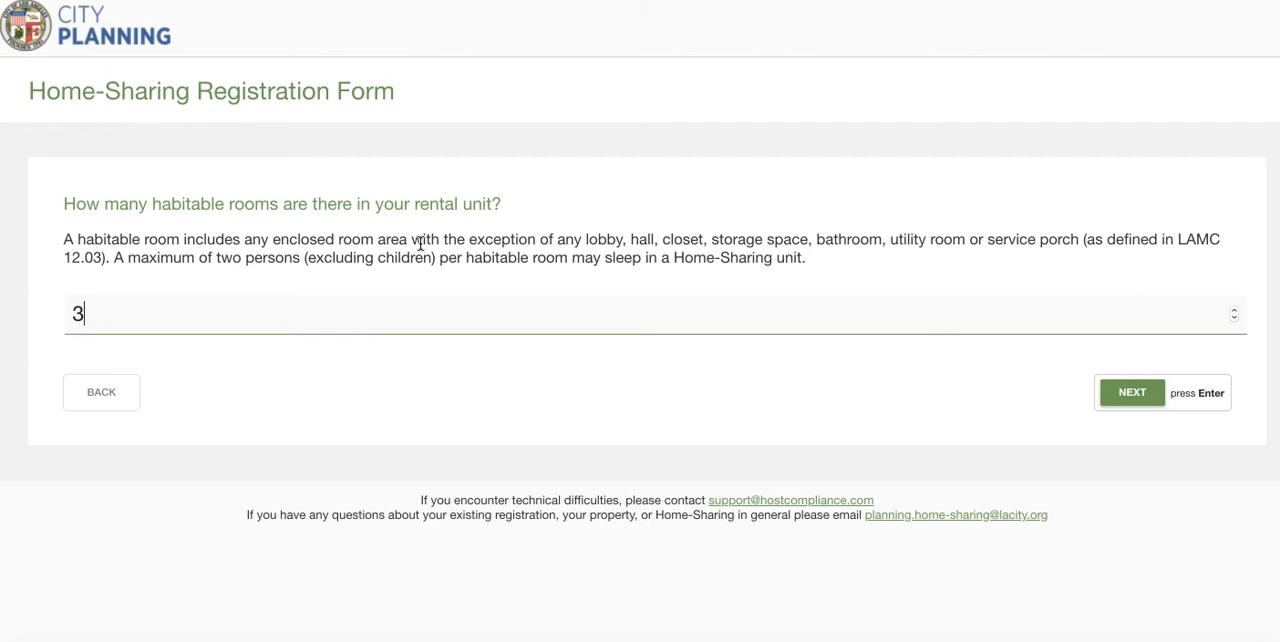 CITY
PLANNING
Home-Sharing Registration Form
How many habitable rooms are there in your rental unit?
A habitable room includes any enclosed room area with the exception of any lobby, hall, closet, storage space, bathroom, utility room or service porch (as defined in LAMC
12.03). A maximum of two persons (excluding children) per habitable room may sleep in a Home-Sharing unit.
3
BACK
NEXT press Enter
If you encounter technical difficulties, please contact support@hostcompliance.com
If you have any questions about your existing registration, your property, or Home-Sharing in general please email planning.home-sharing@lacity.org